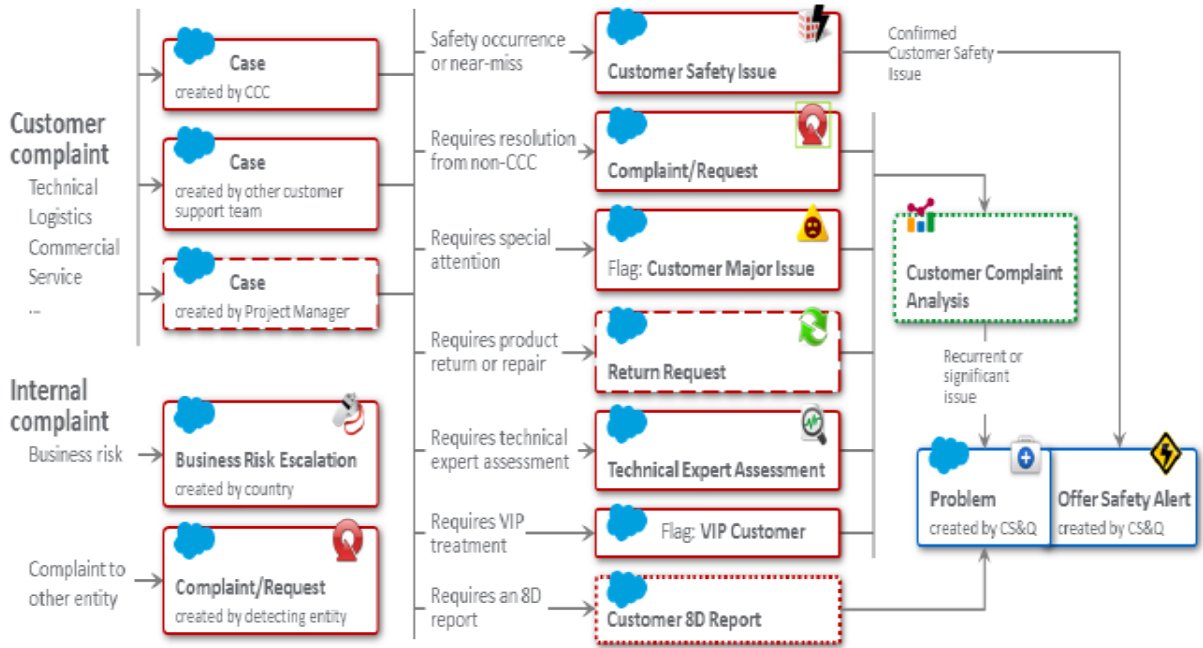 Customer
complaint
Technical
Logistics
Commercial
Service
...
Internal
complaint
Business risk
Complaint to
other entity
Case
created by CCC
Case
created by other customer
support team
Case
created by Project Manager
Business Risk Escalation
created by country
Complaint/Request
created by detecting entity
Safety occurrence
or near-miss
Requires resolution
from non-CCC
Requires special
attention
Requires product
return or repair
Requires technical
expert assessment
Requires VIP
treatment
Requires an 8D
report
Customer Safety Issue
Complaint/Request
Flag: Customer Major Issue
Return Request
Technical Expert Assessment
Flag: VIP Customer
Customer 8D Report
Confirmed
Customer Safety
Issue
Customer Complaint
Analysis
Recurrent or
significant
issue
Problem
created by CS&Q
Offer Safety Alert
created by CS&Q